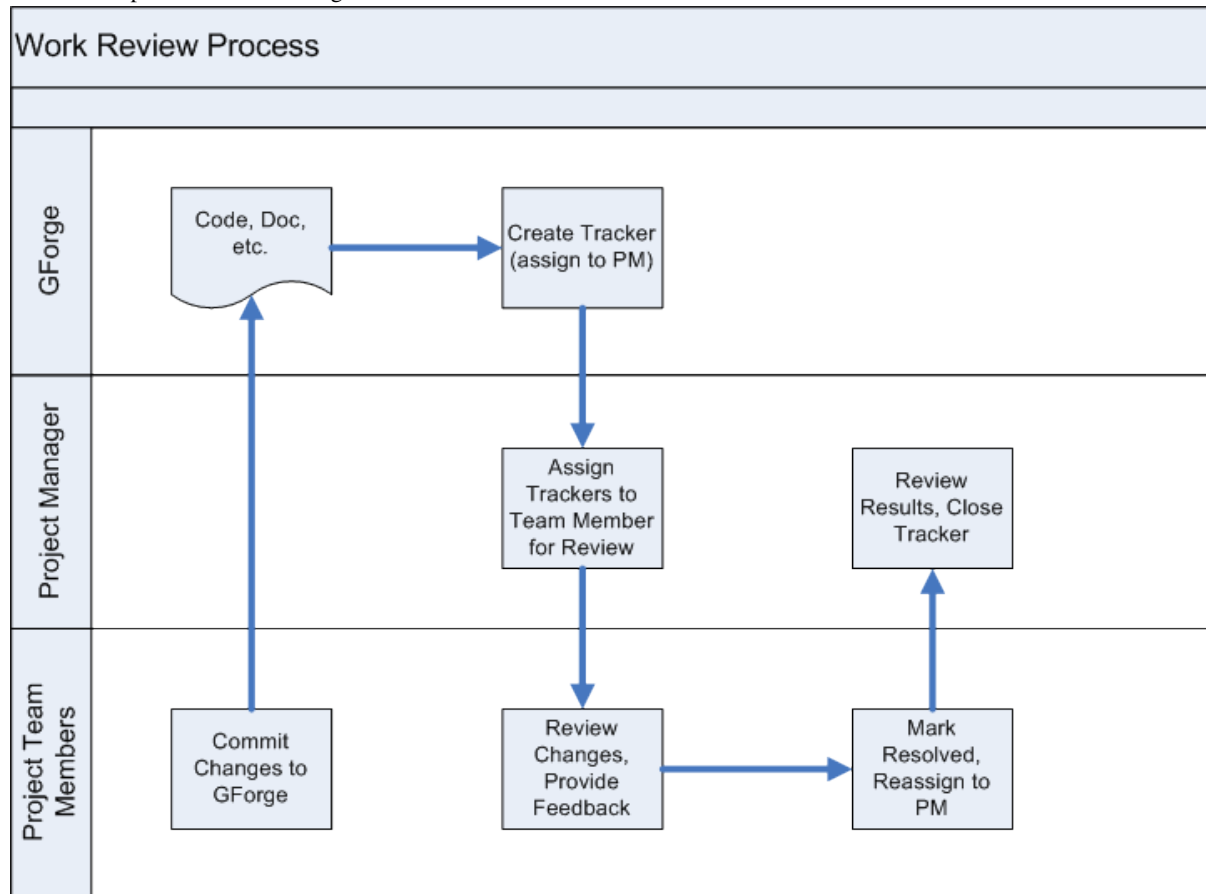 Work Review Process
GForge
Code, Doc,
etc.
Create Tracker
(assign to PM)
Project Manager
Assign
Trackers to
Team Member
for Review
Review
Results, Close
Tracker
Project Team
Members
Commit
Changes to
GForge
Review
Changes,
Provide
Feedback
Mark
Resolved,
Reassign to
PM